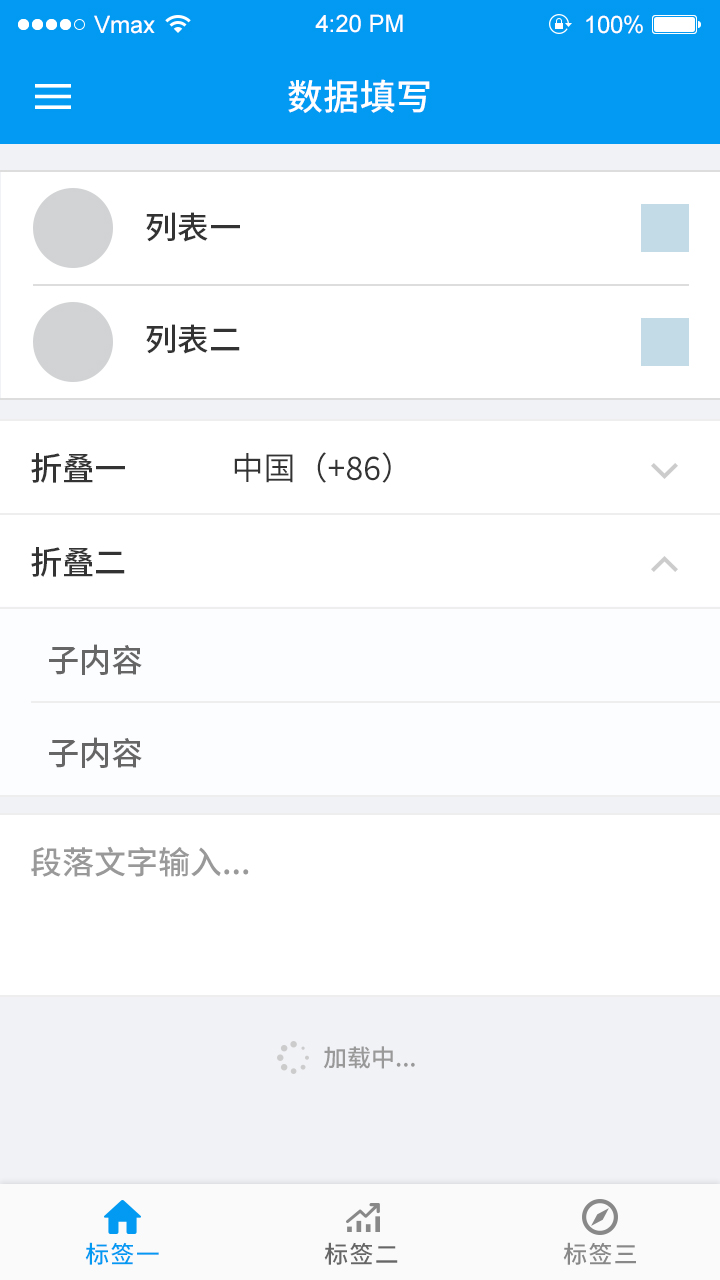 Vmax 4:20 PM 100%
数据填写
列表一
列表二
折叠一 中国（+86）
折叠二
子内容
子内容
段落文字输入...
加载中...
标签一 标签二 标签三